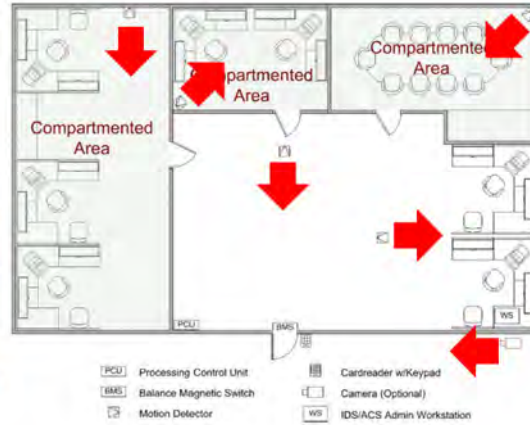 Compartmented
Area
Compartmented
Area
Compartmented
Area
WS
PCU
BMS
PCU Processing Control Unit
Cardreader w/Keypad
BMS Balance Magnetic Switch
Camera (Optional)
Motion Detector
WS IDS/ACS Admin Workstation